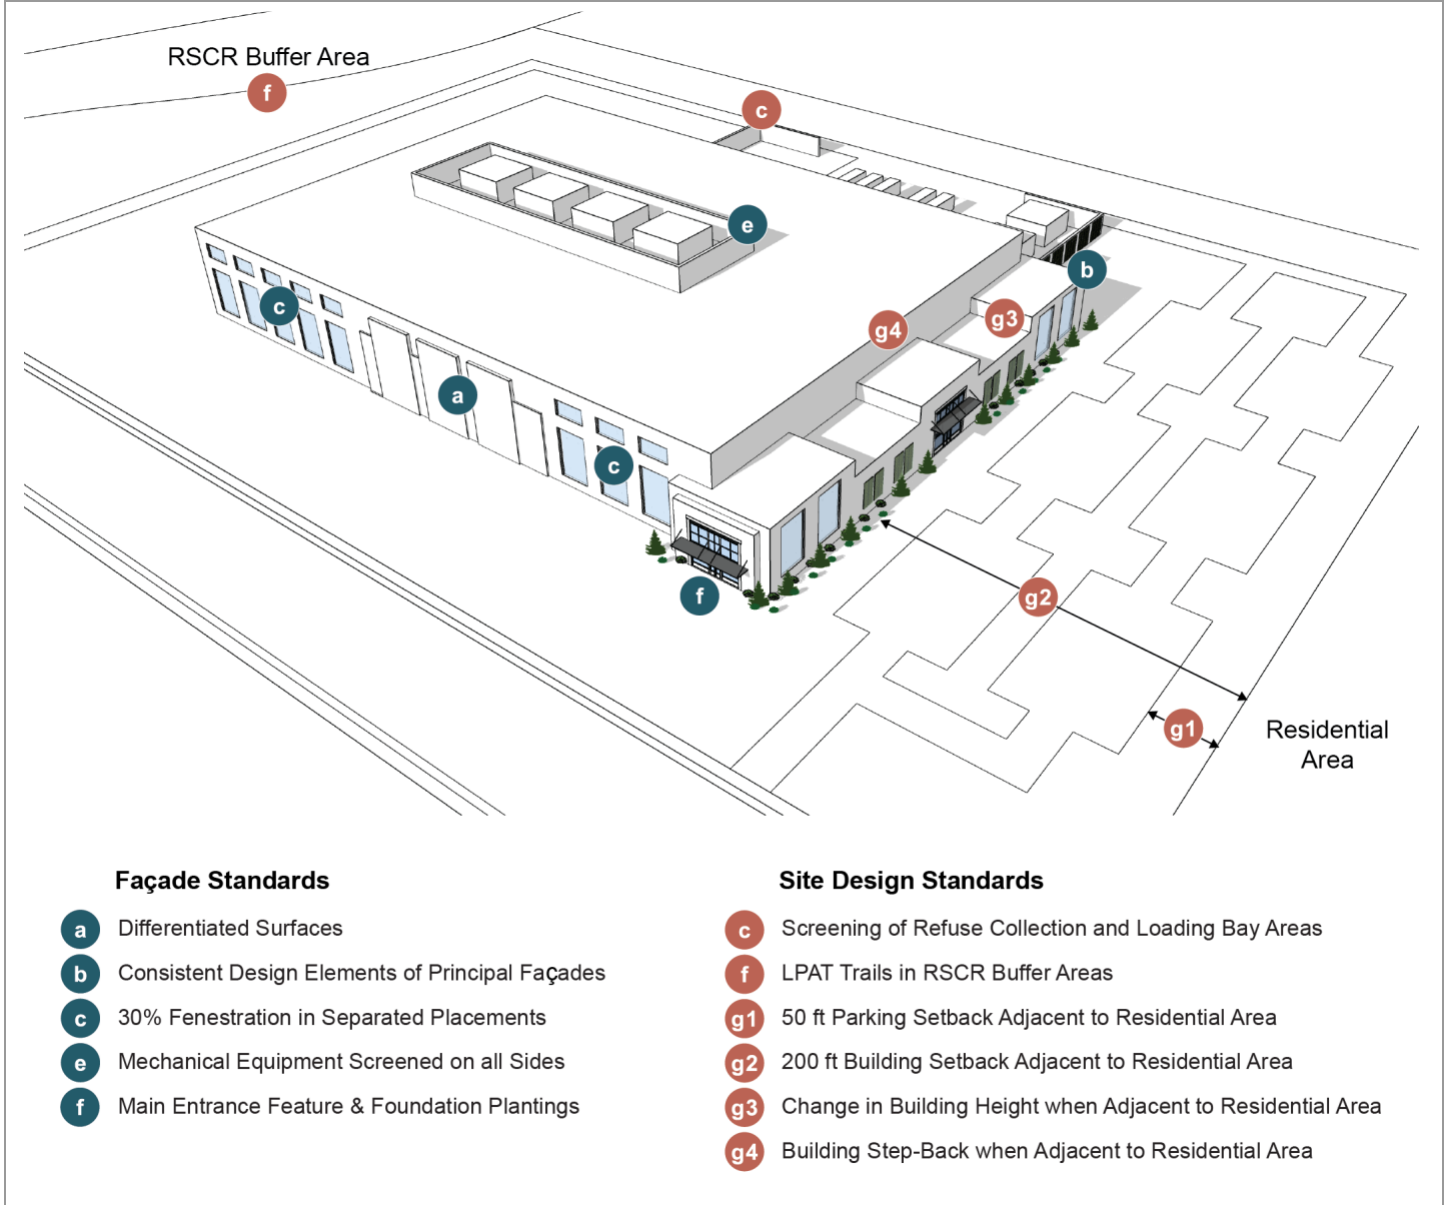 RSCR Buffer Area
f
c
e
b
c
g4
g3
a
c
f
g2
g1
Residential
Area
Façade Standards
a Differentiated Surfaces
b Consistent Design Elements of Principal Façades
c 30% Fenestration in Separated Placements
e Mechanical Equipment Screened on all Sides
f Main Entrance Feature & Foundation Plantings
Site Design Standards
c Screening of Refuse Collection and Loading Bay Areas
f LPAT Trails in RSCR Buffer Areas
g1 50 ft Parking Setback Adjacent to Residential Area
g2 200 ft Building Setback Adjacent to Residential Area
g3 Change in Building Height when Adjacent to Residential Area
g4 Building Step-Back when Adjacent to Residential Area